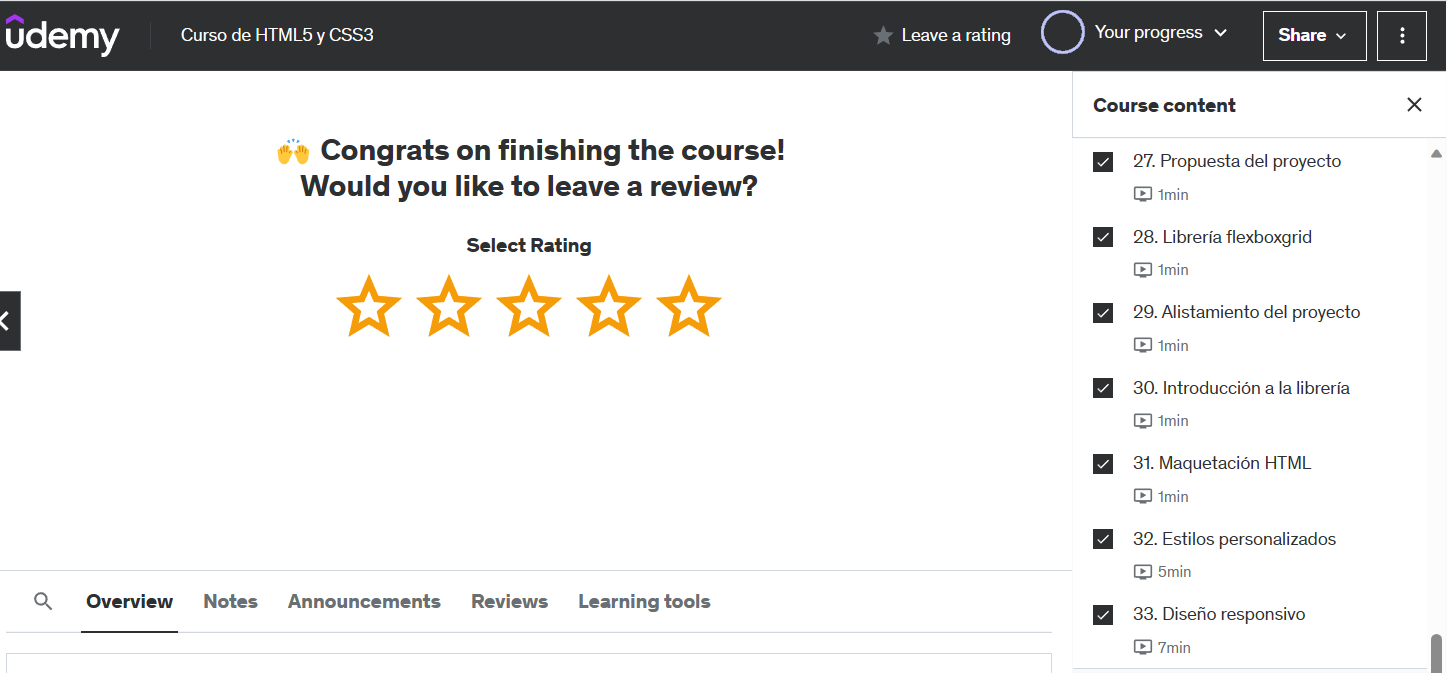 udemy
Curso de HTML5 y CSS3
Leave a rating
Your progress
Share
🙌 Congrats on finishing the course!
Would you like to leave a review?
Select Rating
Overview
Notes
Announcements
Reviews
Learning tools
Course content
27. Propuesta del proyecto
1min
28. Librería flexboxgrid
1min
29. Alistamiento del proyecto
1min
30. Introducción a la librería
1min
31. Maquetación HTML
1min
32. Estilos personalizados
5min
33. Diseño responsivo
7min